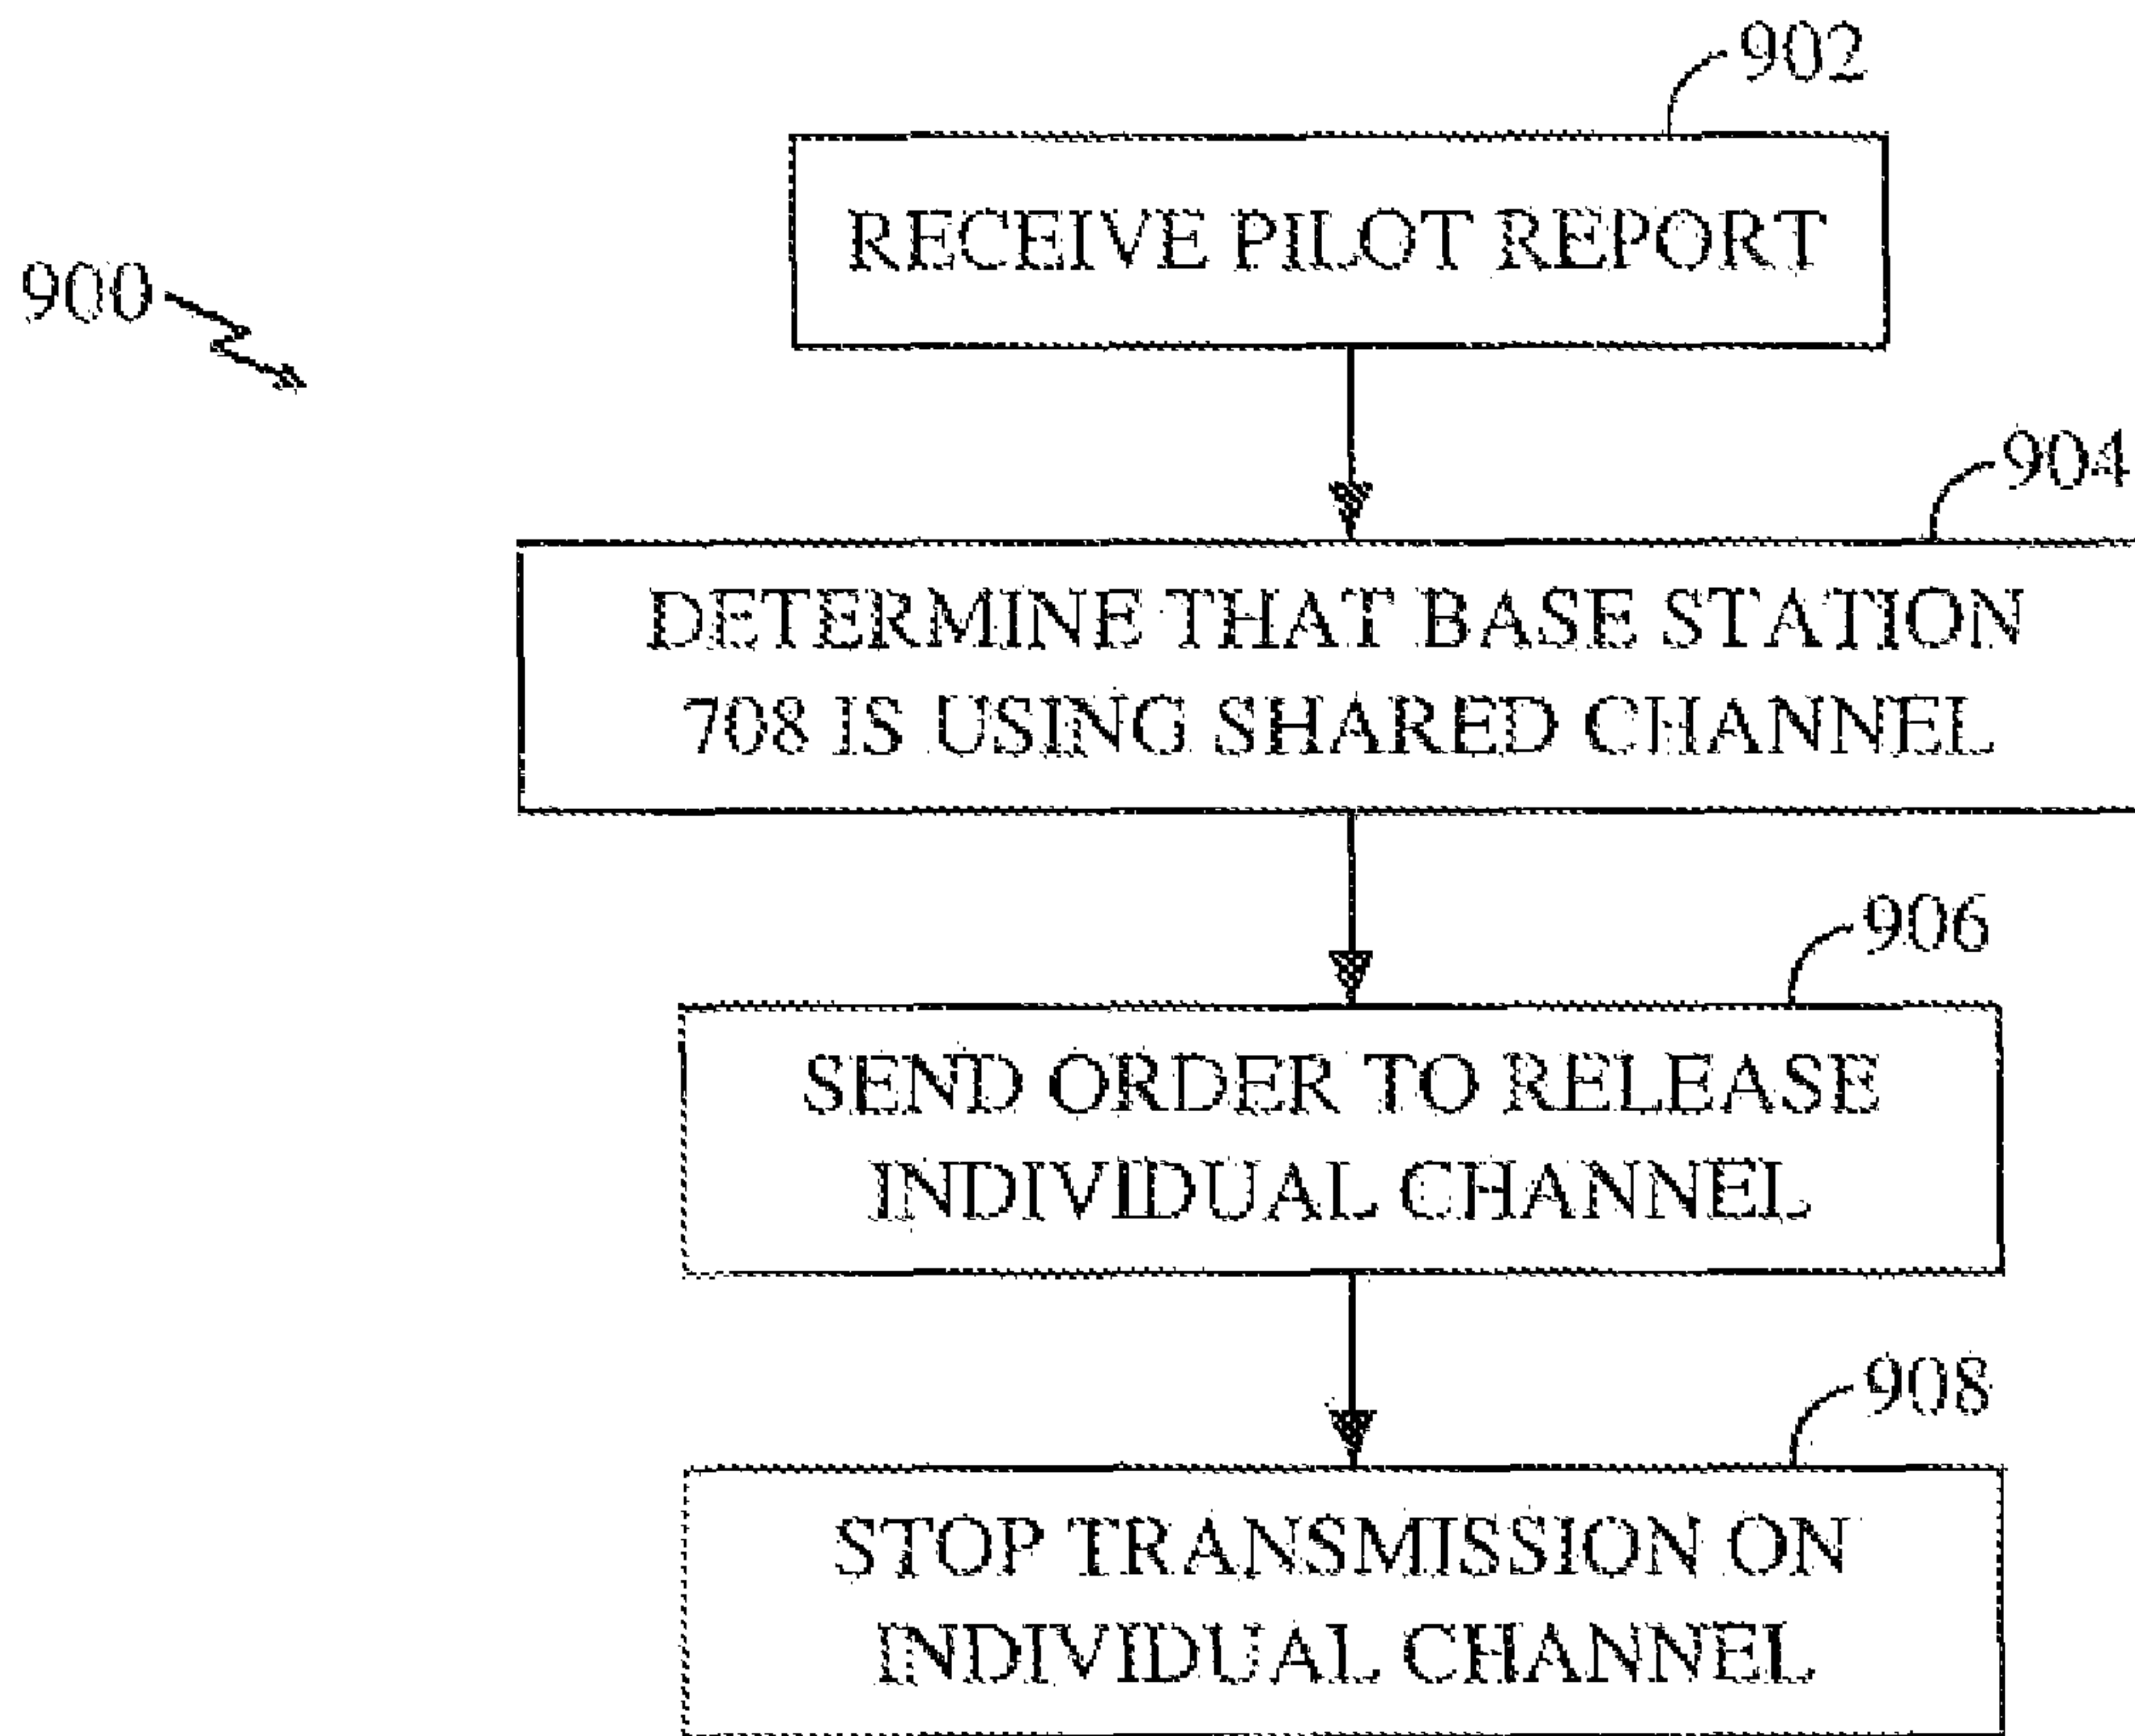 902
RECEIVE PILOT REPORT
900
904
DETERMINE THAT BASE STATION
708 IS USING SHARED CHANNEL
906
SEND ORDER TO RELEASE
INDIVIDUAL CHANNEL
908
STOP TRANSMISSION ON
INDIVIDUAL CHANNEL